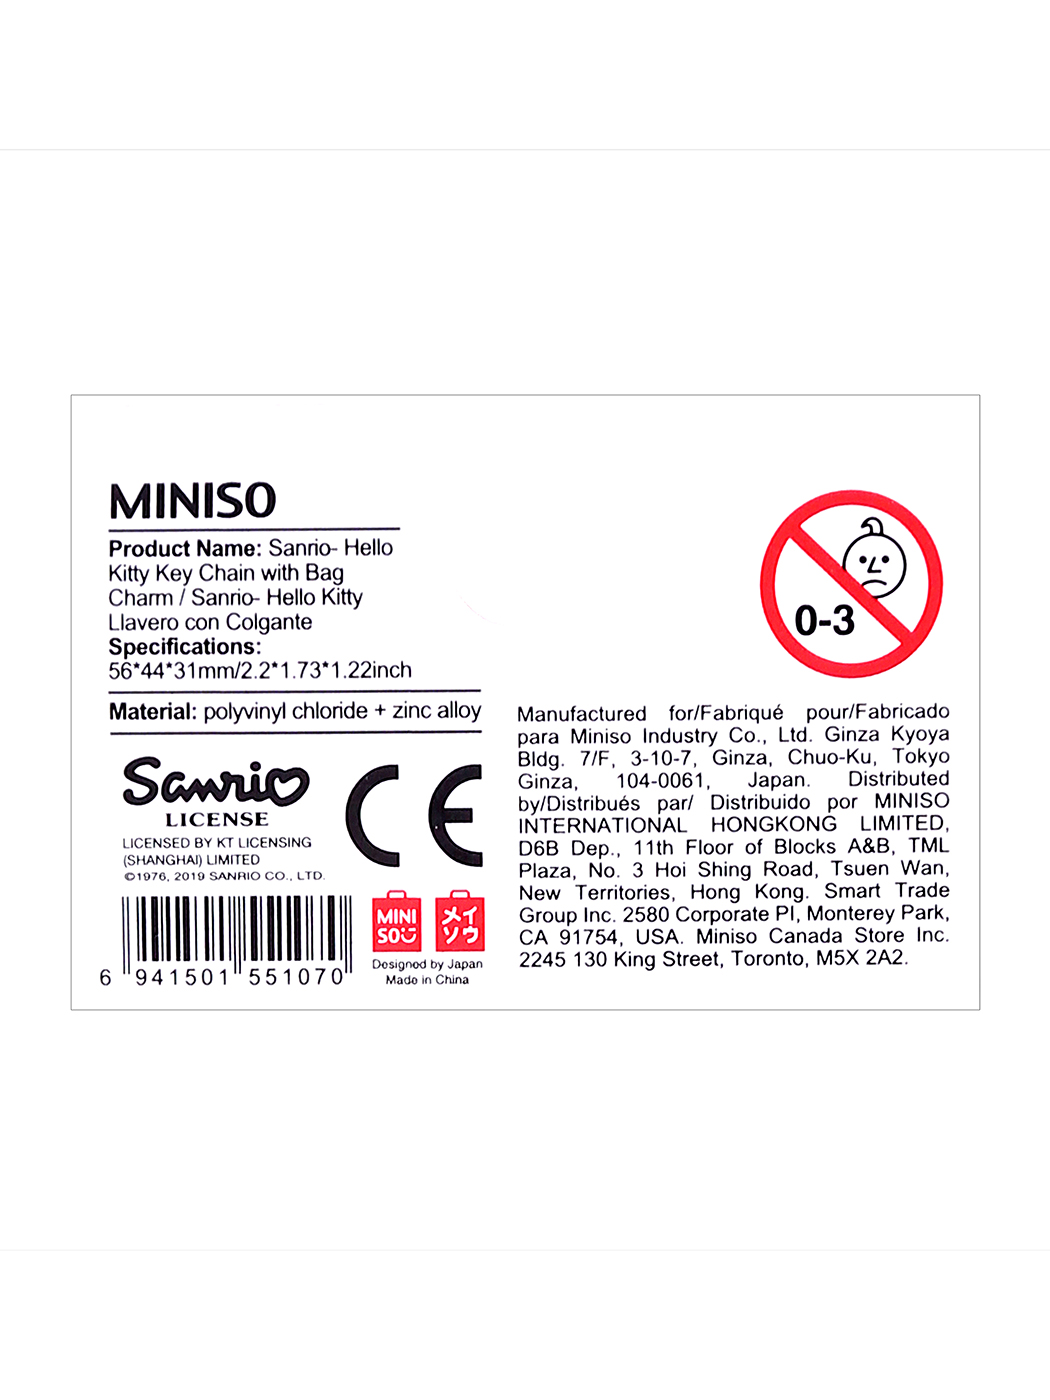 MINISO
Product Name: Sanrio- Hello
Kitty Key Chain with Bag
Charm / Sanrio- Hello Kitty
Llavero con Colgante
Specifications:
56*44*31mm/2.2*1.73*1.22inch
Material: polyvinyl chloride + zinc alloy
Sanrio
LICENSE
LICENSED BY KT LICENSING
(SHANGHAI) LIMITED
©1976, 2019 SANRIO CO., LTD.
CE
6 941501 551070
MINI
SO
メイ
ソウ
Designed by Japan
Made in China
0-3
Manufactured for/Fabriqué pour/Fabricado
para Miniso Industry Co., Ltd. Ginza Kyoya
Bldg. 7/F, 3-10-7, Ginza, Chuo-Ku, Tokyo
Ginza, 104-0061, Japan. Distributed
by/Distribués par/ Distribuido por MINISO
INTERNATIONAL HONGKONG LIMITED,
D6B Dep., 11th Floor of Blocks A&B, TML
Plaza, No. 3 Hoi Shing Road, Tsuen Wan,
New Territories, Hong Kong. Smart Trade
Group Inc. 2580 Corporate Pl, Monterey Park,
CA 91754, USA. Miniso Canada Store Inc.
2245 130 King Street, Toronto, M5X 2A2.